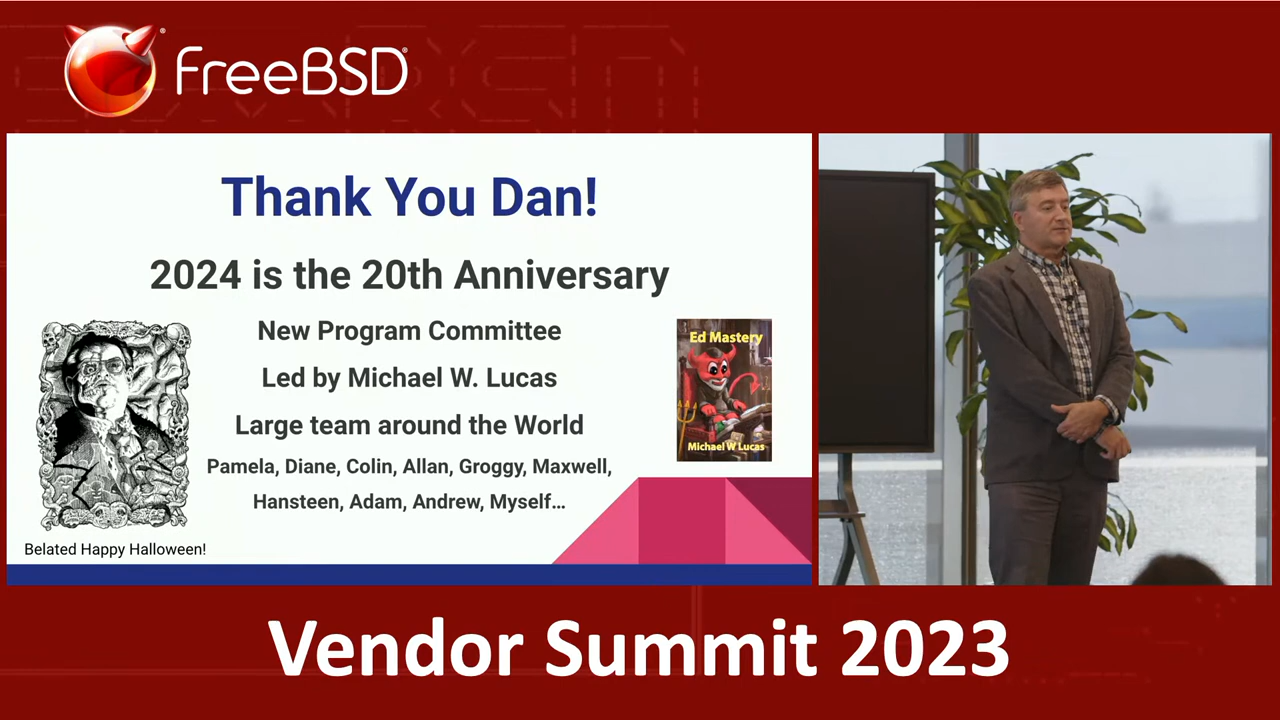 FreeBSD®
Thank You Dan!
2024 is the 20th Anniversary
New Program Committee
Led by Michael W. Lucas
Large team around the World
Pamela, Diane, Colin, Allan, Groggy, Maxwell,
Hansteen, Adam, Andrew, Myself...
Ed Mastery
Michael W Lucas
Belated Happy Halloween!
Vendor Summit 2023